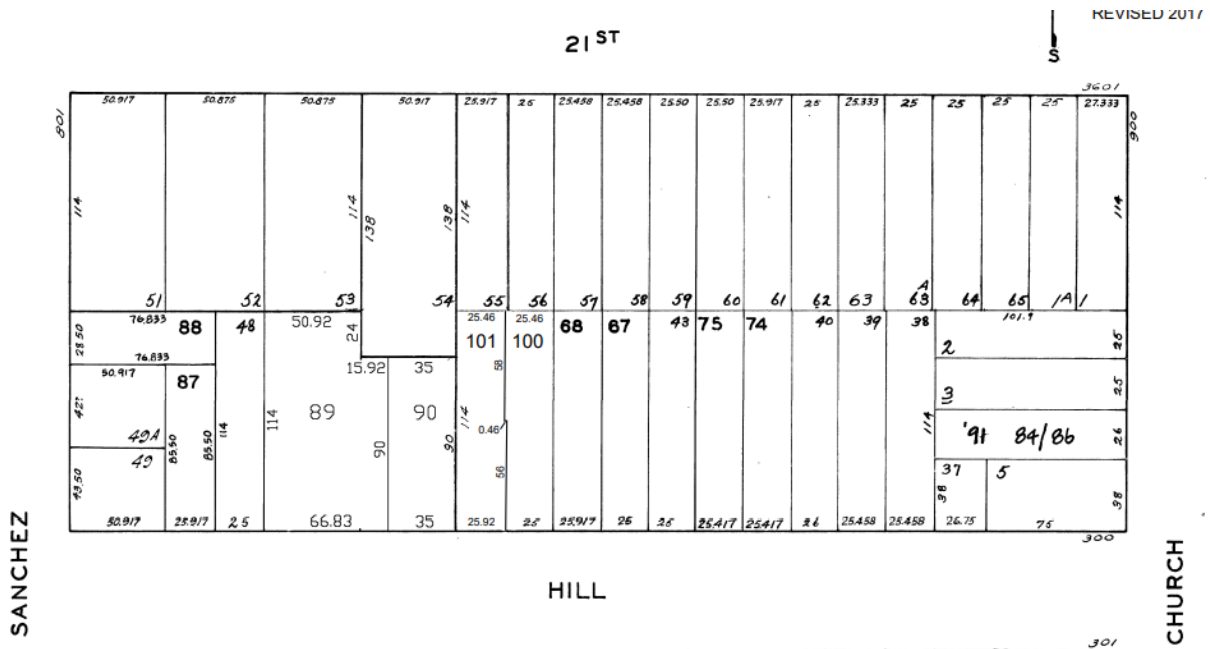 REVISED 2017
21ST
S
3601
801
50.917 50.875 50.875 50.917 25.917 26 25.458 25.458 25.50 25.50 25.917 26 25.333 25 25 25 25 27.333
900
114 114 138 138 114 114
A
51 52 53 54 55 56 57 58 59 60 61 62 63 63 64 65 1A 1
76.833 88 48 50.92 25.46 25.46 68 67 43 75 74 40 39 38 101.9
28.50 24 101 100 2 25
76.833 15.92 35 58
50.917 87 3 25
42? 114 114 89 90 114 114
49A 0.46 '91 84/86 26
49 85.50 85.50 90 90 37 5
43.50 56 38 38
50.917 25.917 25 66.83 35 25.92 25 25.917 25 25 25.417 25.417 26 25.458 25.458 26.75 75
300
HILL
SANCHEZ
CHURCH
301